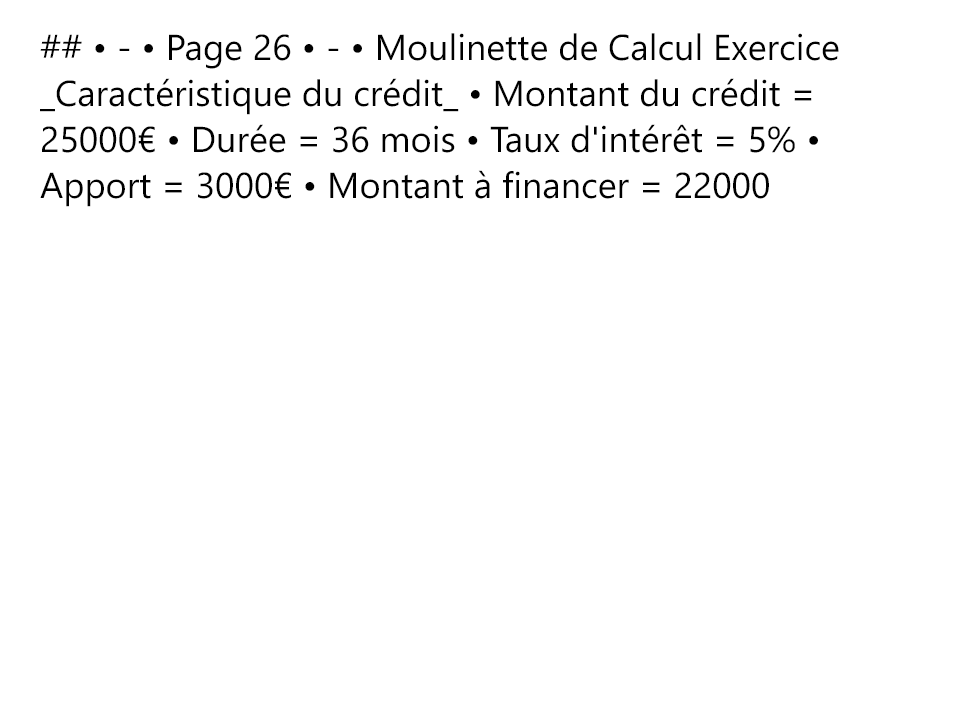 ## • - • Page 26 • - • Moulinette de Calcul Exercice
_Caractéristique du crédit_ • Montant du crédit =
25000€ • Durée = 36 mois • Taux d'intérêt = 5% •
Apport = 3000€ • Montant à financer = 22000